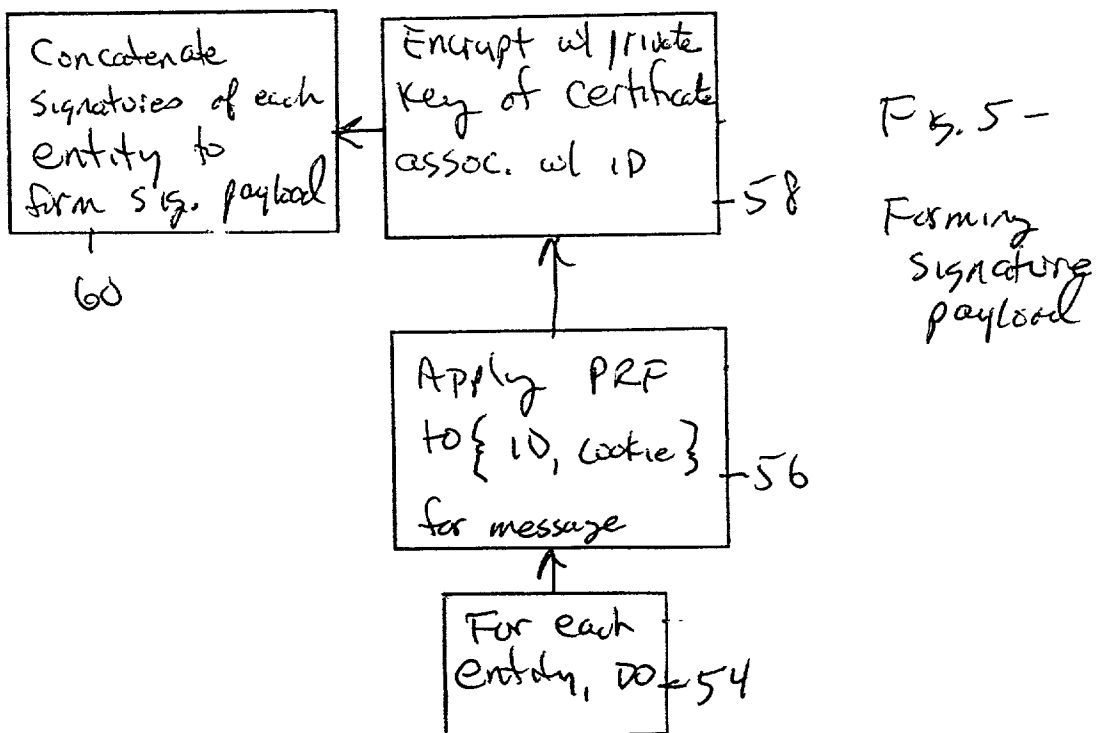 Concatenate
signatures of each
entity to
form sig. payload
60
Encrypt w/ private
key of certificate
assoc. w/ ID
58
Fig. 5 -
Forming
signature
payload
Apply PRF
to { ID, cookie }
for message
56
For each
entity, DO
54